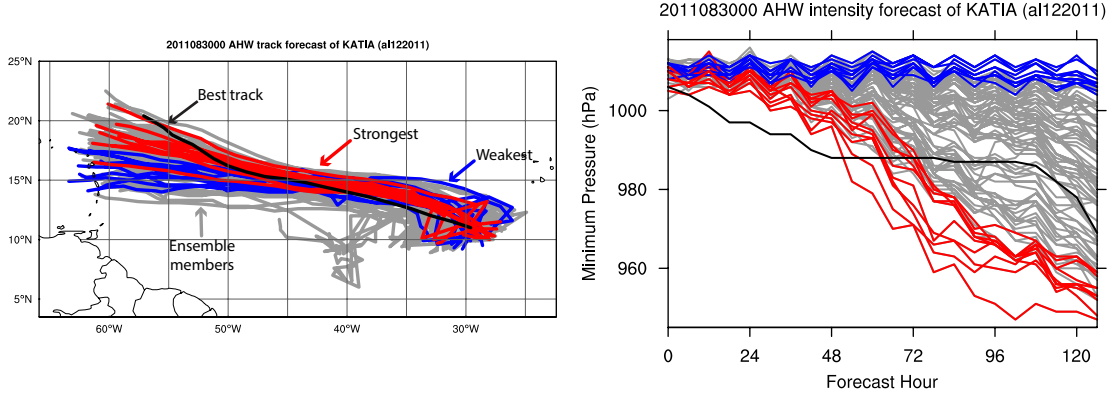 2011083000 AHW track forecast of KATIA (al122011)
25°N
20°N
15°N
10°N
5°N
60°W
50°W
40°W
30°W
Best track
Strongest
Weakest
Ensemble
members
2011083000 AHW intensity forecast of KATIA (al122011)
Minimum Pressure (hPa)
1000
980
960
0
24
48
72
96
120
Forecast Hour